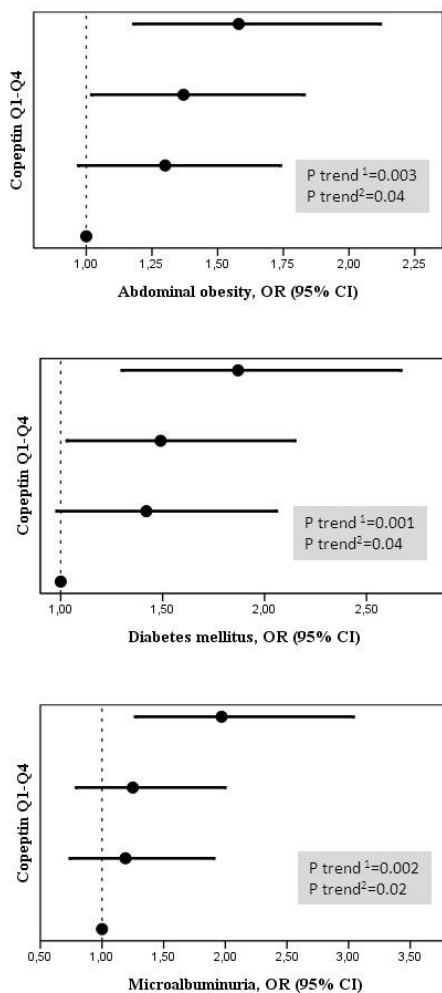 Copeptin Q1-Q4
P trend ¹=0.003
P trend²=0.04
1,00 1,25 1,50 1,75 2,00 2,25
Abdominal obesity, OR (95% CI)
Copeptin Q1-Q4
P trend ¹=0.001
P trend²=0.04
1,00 1,50 2,00 2,50
Diabetes mellitus, OR (95% CI)
Copeptin Q1-Q4
P trend ¹=0.002
P trend²=0.02
0,50 1,00 1,50 2,00 2,50 3,00 3,50
Microalbuminuria, OR (95% CI)